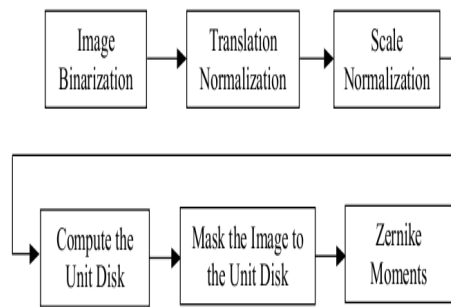 Image
Binarization
Translation
Normalization
Scale
Normalization
Compute the
Unit Disk
Mask the Image to
the Unit Disk
Zernike
Moments